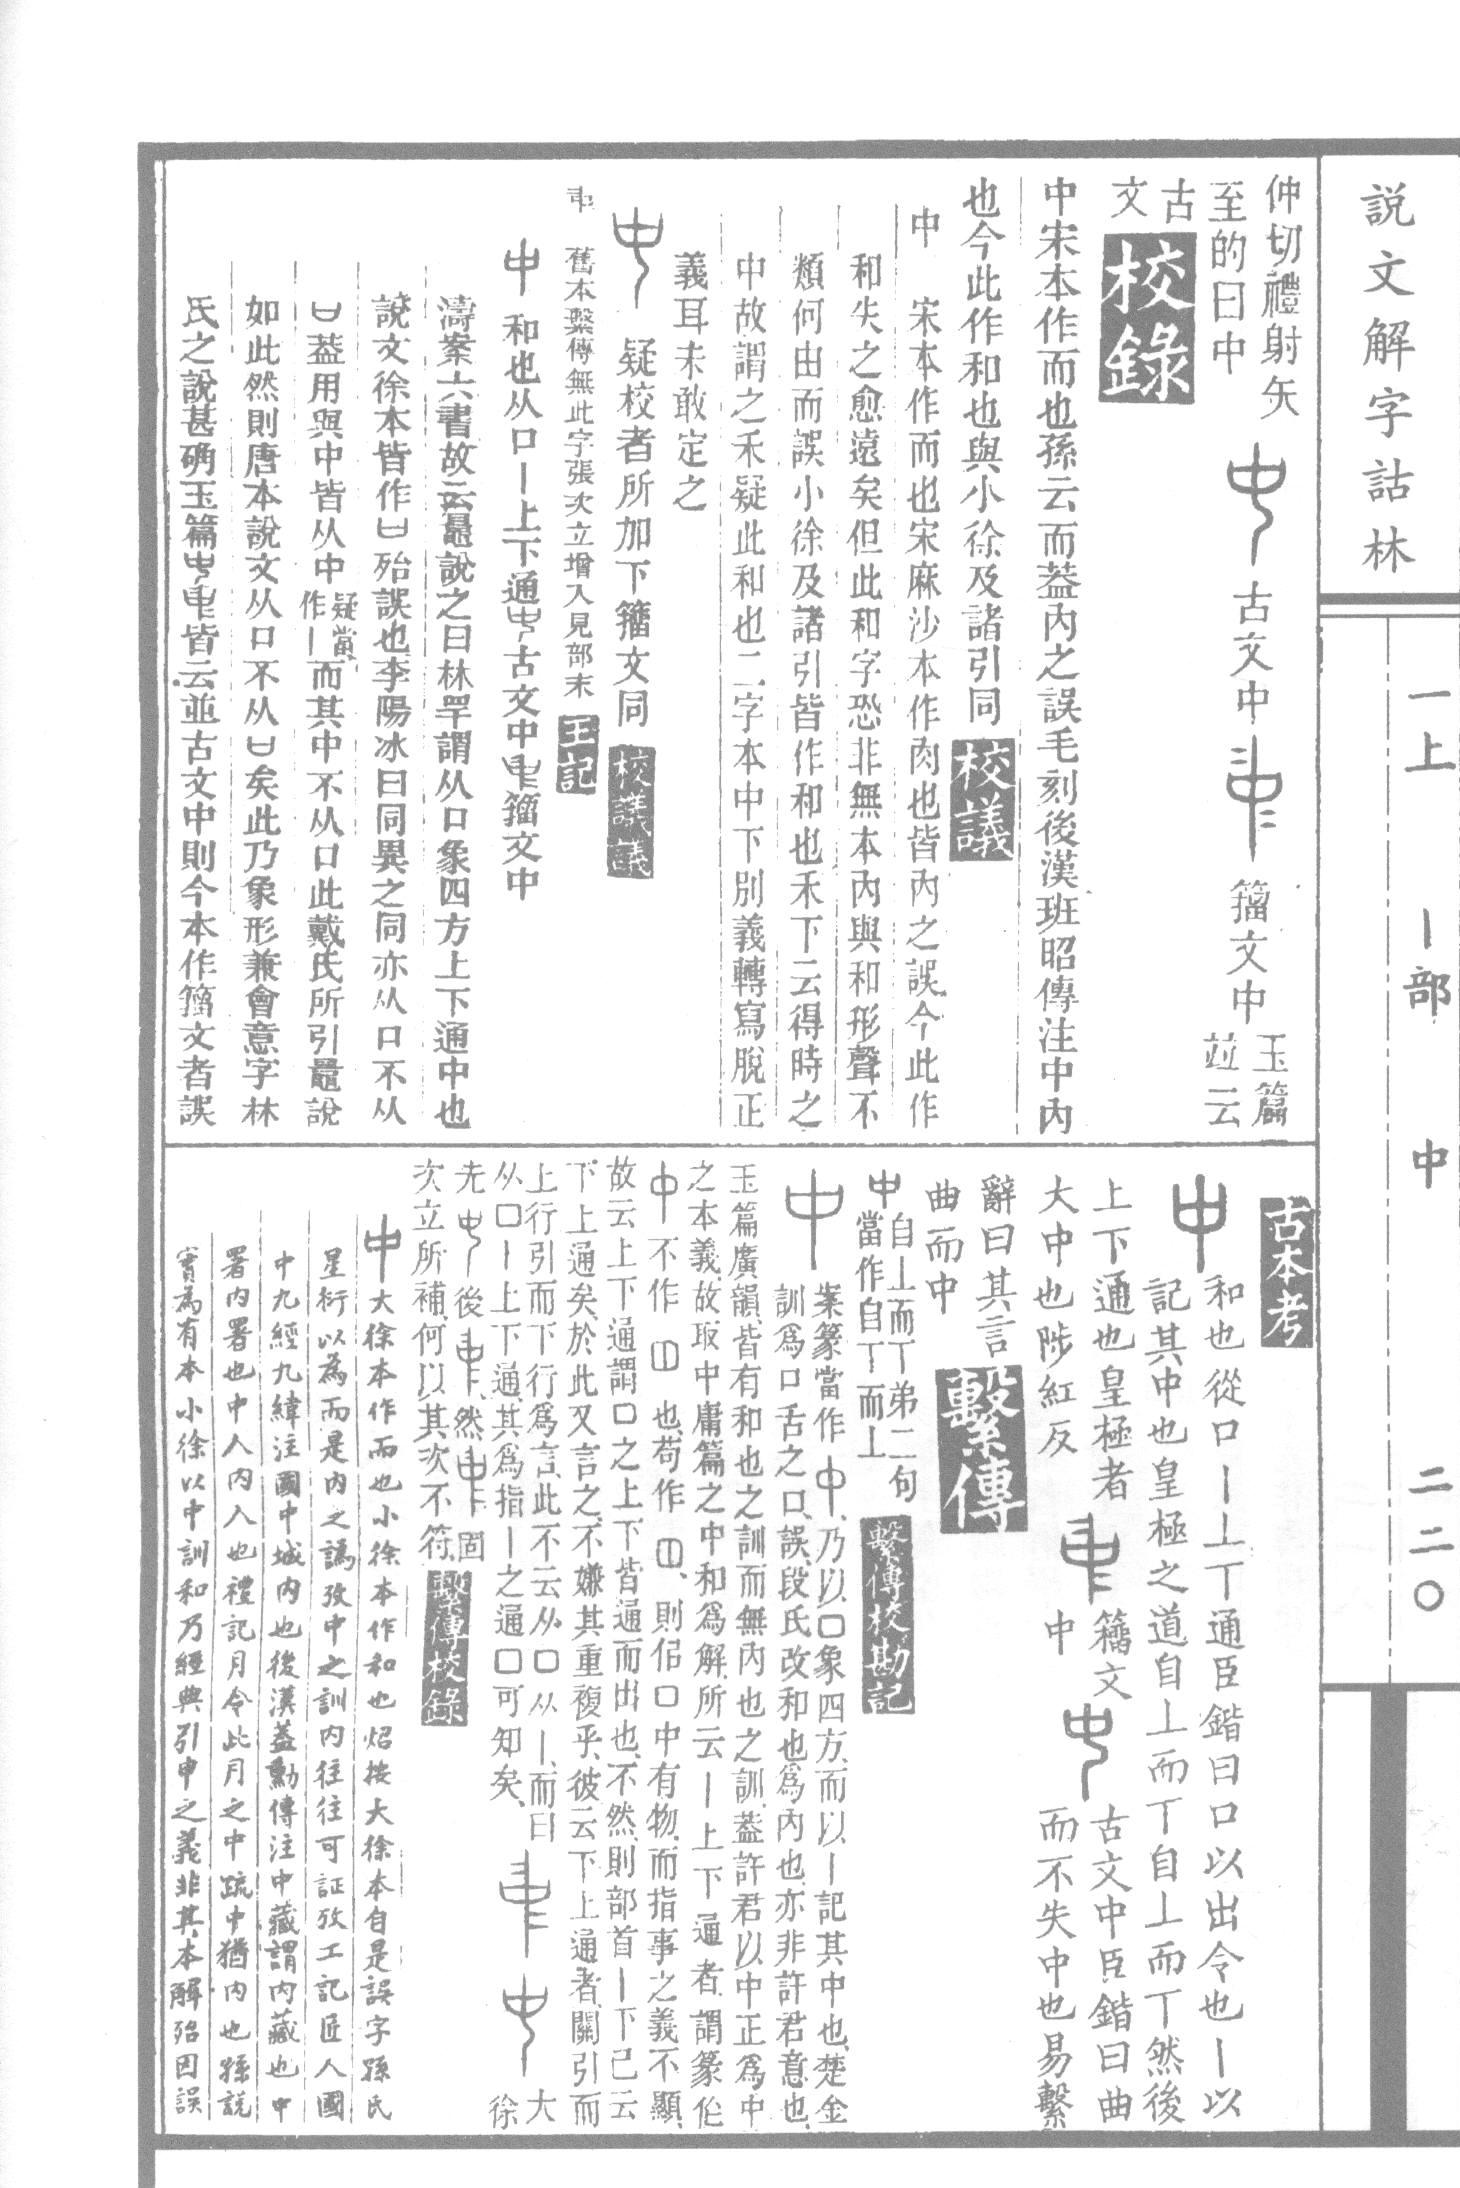 説文解字詁林
一上　丨部　中　二二〇
仲切禮射矢
至的曰中　古文中　籀文中　玉篇竝云
古文　校錄
中宋本作而也孫云而葢內之誤毛刻後漢班昭傳注中內
也今此作和也與小徐及諸引同　校議
中　宋本作而也宋麻沙本作肉也皆內之誤今此作
和失之愈遠矣但此和字恐非無本內與和形聲不
類何由而誤小徐及諸引皆作和也禾下云得時之
中故謂之禾疑此和也二字本中下別義轉寫脫正
義耳未敢定之
疑校者所加下籀文同　校議議
舊本繫傳無此字張次立增入見部末　王記
中　和也从口丨上下通古文中籀文中
濤案六書故云鼂說之曰林罕謂从口象四方上下通中也
說文徐本皆作㠯殆誤也李陽冰曰同異之同亦从口不从
㠯葢用與中皆从中疑當作丨而其中不从口此戴氏所引鼂說
如此然則唐本說文从口不从㠯矣此乃象形兼會意字林
氏之說甚确玉篇皆云並古文中則今本作籀文者誤
古本考
中　和也從口丨丄丅通臣鍇曰口以出令也丨以
記其中也皇極之道自丄而丅自丄而丅然後
上下通也皇極者　籒文中　古文中臣鍇曰曲
大中也陟紅反　而不失中也易繫
辭曰其言
曲而中　繫傳
中　自丄而丅弟二句
當作自丅而丄　繫傳校勘記
中　案篆當作中乃以口象四方、而以丨記其中也、楚金
訓爲口舌之口、誤、段氏改和也爲內也、亦非許君意也、
玉篇廣韻、皆有和也之訓、而無內也之訓、葢許君以中正爲中
之本義、故取中庸篇之中和爲解、所云丨上下通者、謂篆作
中不作　也、苟作　、則侣口中有物、而指事之義不顯、
故云上下通、謂口之上下皆通而出也、不然、則部首丨下已云
下上通矣、於此又言之、不嫌其重複乎、彼云下上通者、關引而
上行引而下行爲言、此不云从口从丨、而曰
从口丨上下通、其爲指丨之通口可知矣、　大徐
先　後　、然　固
次立所補、何以其次不符、　繫傳校錄
中　大徐本作而也小徐本作和也炤按大徐本自是誤字孫氏
星衍以為而是內之譌攷中之訓內往往可証攷工記匠人國
中九經九緯注國中城內也後漢葢勳傳注中藏謂內藏也中
署內署也中人內人也禮記月令此月之中疏中猶內也孫說
實為有本小徐以中訓和乃經典引申之義非其本解殆因誤